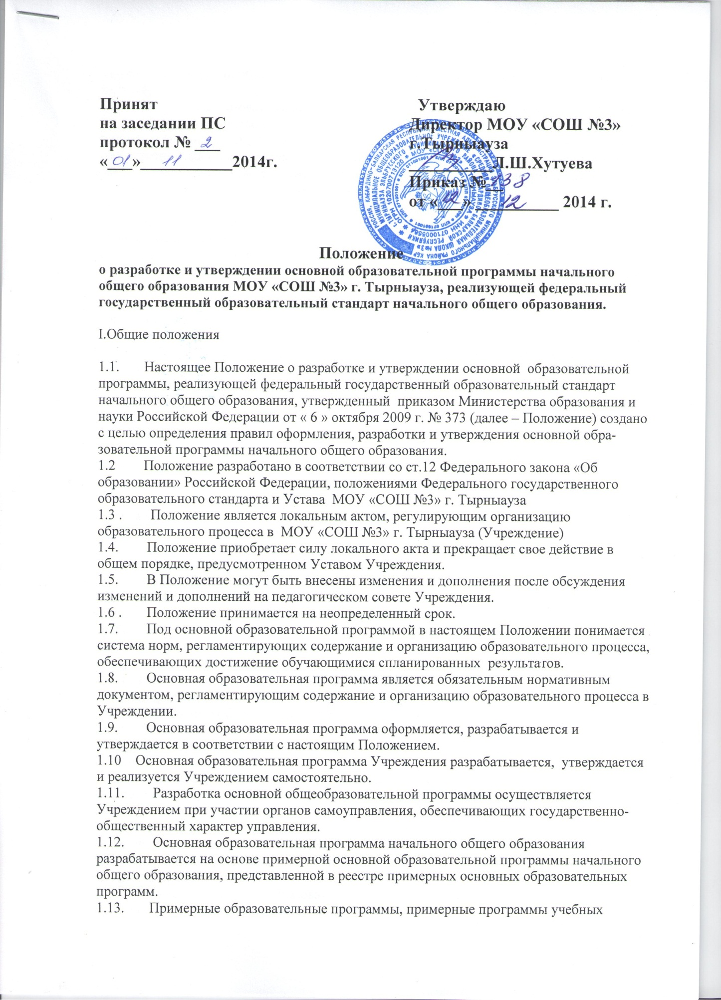 Принят
на заседании ПС
протокол № 2
«01» 11 2014г.
Утверждаю
Директор МОУ «СОШ №3»
г.Тырныауза
Л.Ш.Хутуева
Приказ № 138
от «12» 12 2014 г.
Положение
о разработке и утверждении основной образовательной программы начального
общего образования МОУ «СОШ №3» г. Тырныауза, реализующей федеральный
государственный образовательный стандарт начального общего образования.
I.Общие положения
1.1. Настоящее Положение о разработке и утверждении основной образовательной
программы, реализующей федеральный государственный образовательный стандарт
начального общего образования, утвержденный приказом Министерства образования и
науки Российской Федерации от « 6 » октября 2009 г. № 373 (далее – Положение) создано
с целью определения правил оформления, разработки и утверждения основной обра-
зовательной программы начального общего образования.
1.2 Положение разработано в соответствии со ст.12 Федерального закона «Об
образовании» Российской Федерации, положениями Федерального государственного
образовательного стандарта и Устава МОУ «СОШ №3» г. Тырныауза
1.3 . Положение является локальным актом, регулирующим организацию
образовательного процесса в МОУ «СОШ №3» г. Тырныауза (Учреждение)
1.4. Положение приобретает силу локального акта и прекращает свое действие в
общем порядке, предусмотренном Уставом Учреждения.
1.5. В Положение могут быть внесены изменения и дополнения после обсуждения
изменений и дополнений на педагогическом совете Учреждения.
1.6 . Положение принимается на неопределенный срок.
1.7. Под основной образовательной программой в настоящем Положении понимается
система норм, регламентирующих содержание и организацию образовательного процесса,
обеспечивающих достижение обучающимися спланированных результатов.
1.8. Основная образовательная программа является обязательным нормативным
документом, регламентирующим содержание и организацию образовательного процесса в
Учреждении.
1.9. Основная образовательная программа оформляется, разрабатывается и
утверждается в соответствии с настоящим Положением.
1.10 Основная образовательная программа Учреждения разрабатывается, утверждается
и реализуется Учреждением самостоятельно.
1.11. Разработка основной общеобразовательной программы осуществляется
Учреждением при участии органов самоуправления, обеспечивающих государственно-
общественный характер управления.
1.12. Основная образовательная программа начального общего образования
разрабатывается на основе примерной основной образовательной программы начального
общего образования, представленной в реестре примерных основных образовательных
программ.
1.13. Примерные образовательные программы, примерные программы учебных